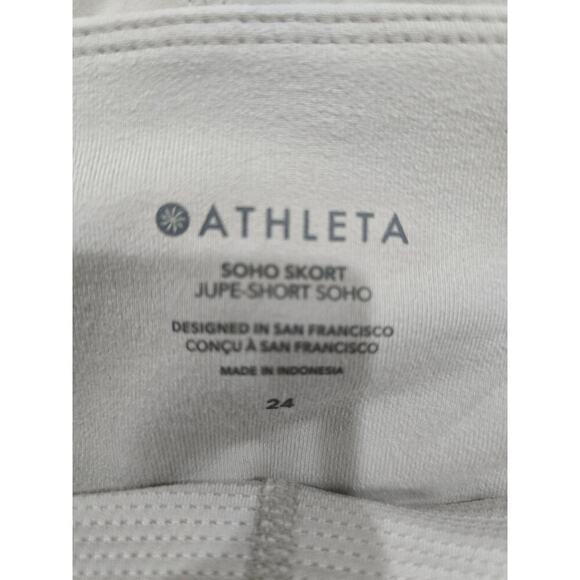 ATHLETA
SOHO SKORT
JUPE-SHORT SOHO
DESIGNED IN SAN FRANCISCO
CONÇU À SAN FRANCISCO
MADE IN INDONESIA
24